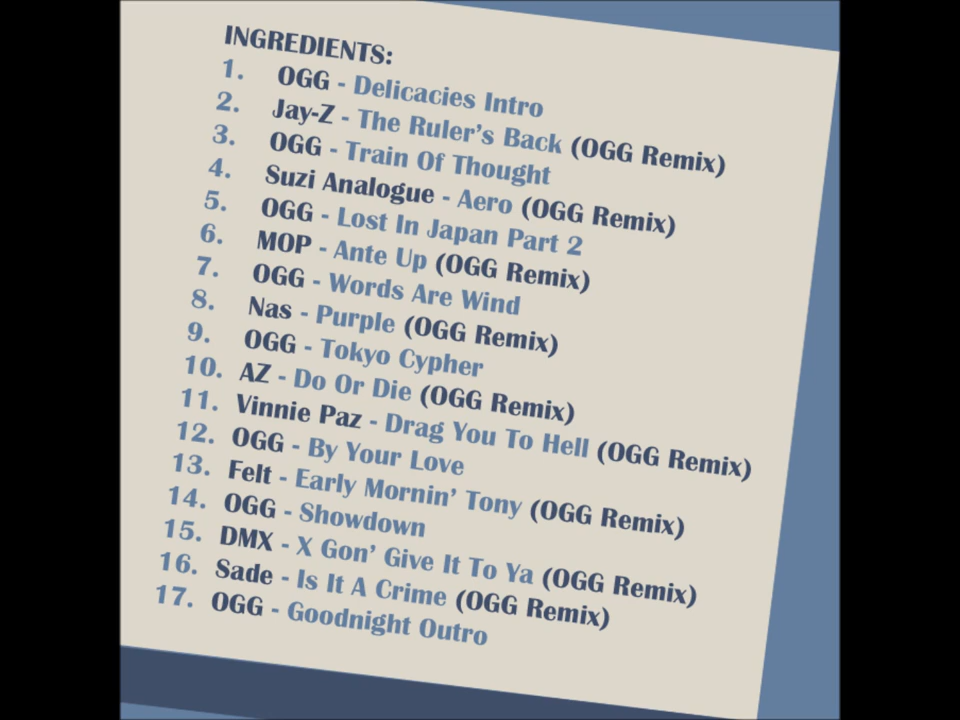 INGREDIENTS:
1. OGG - Delicacies Intro
2. Jay-Z - The Ruler's Back (OGG Remix)
3. OGG - Train Of Thought
4. Suzi Analogue - Aero (OGG Remix)
5. OGG - Lost In Japan Part 2
6. MOP - Ante Up (OGG Remix)
7. OGG - Words Are Wind
8. Nas - Purple (OGG Remix)
9. OGG - Tokyo Cypher
10. AZ - Do Or Die (OGG Remix)
11. Vinnie Paz - Drag You To Hell (OGG Remix)
12. OGG - By Your Love
13. Felt - Early Mornin' Tony (OGG Remix)
14. OGG - Showdown
15. DMX - X Gon' Give It To Ya (OGG Remix)
16. Sade - Is It A Crime (OGG Remix)
17. OGG - Goodnight Outro